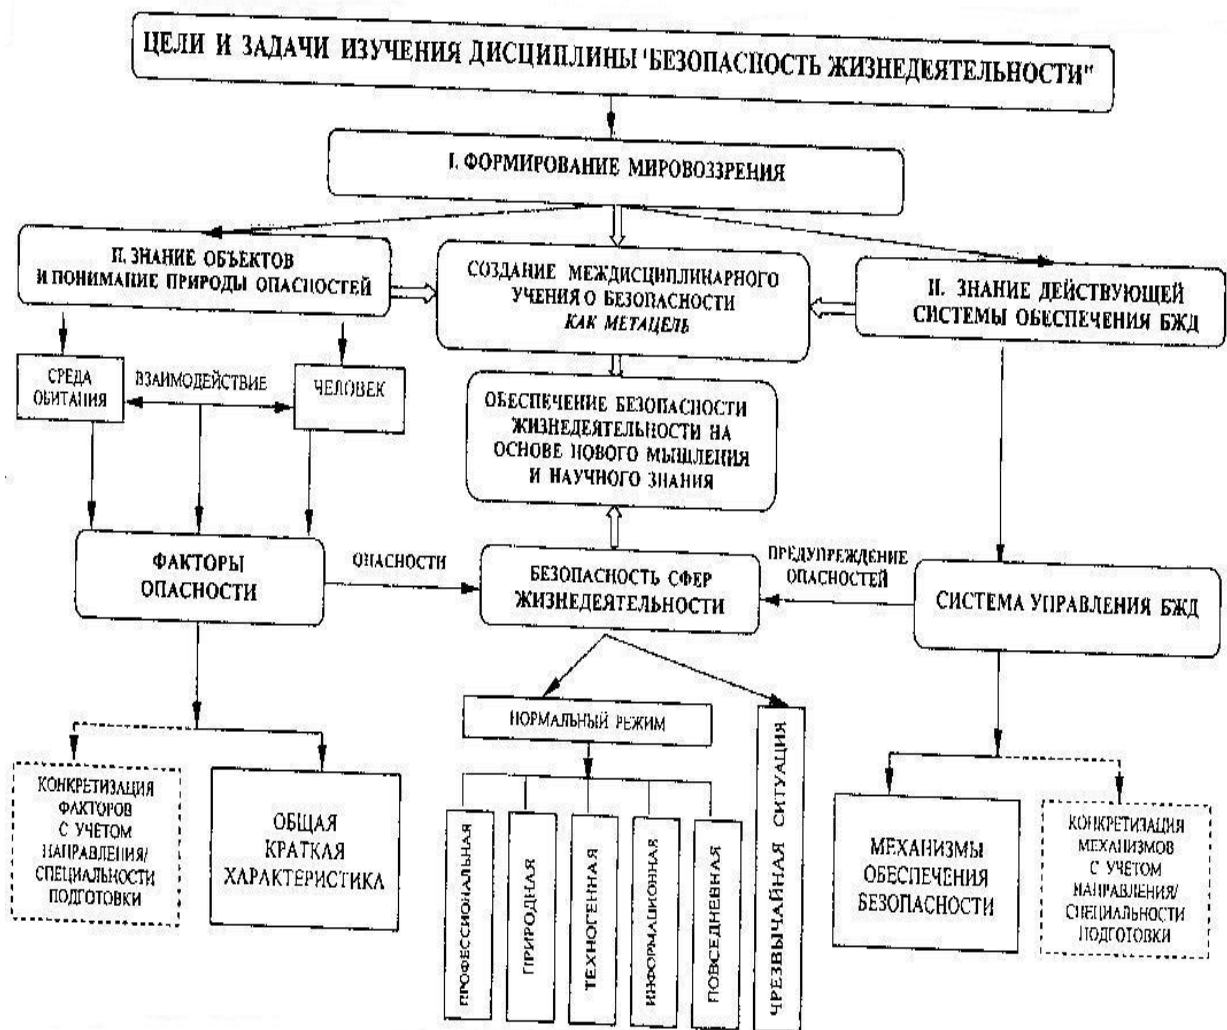 ЦЕЛИ И ЗАДАЧИ ИЗУЧЕНИЯ ДИСЦИПЛИНЫ "БЕЗОПАСНОСТЬ ЖИЗНЕДЕЯТЕЛЬНОСТИ"
I. ФОРМИРОВАНИЕ МИРОВОЗЗРЕНИЯ
II. ЗНАНИЕ ОБЪЕКТОВ
И ПОНИМАНИЕ ПРИРОДЫ ОПАСНОСТЕЙ
СОЗДАНИЕ МЕЖДИСЦИПЛИНАРНОГО
УЧЕНИЯ О БЕЗОПАСНОСТИ
КАК МЕТАЦЕЛЬ
II. ЗНАНИЕ ДЕЙСТВУЮЩЕЙ
СИСТЕМЫ ОБЕСПЕЧЕНИЯ БЖД
СРЕДА
ОБИТАНИЯ
ВЗАИМОДЕЙСТВИЕ
ЧЕЛОВЕК
ОБЕСПЕЧЕНИЕ БЕЗОПАСНОСТИ
ЖИЗНЕДЕЯТЕЛЬНОСТИ НА
ОСНОВЕ НОВОГО МЫШЛЕНИЯ
И НАУЧНОГО ЗНАНИЯ
ФАКТОРЫ
ОПАСНОСТИ
ОПАСНОСТИ
БЕЗОПАСНОСТЬ СФЕР
ЖИЗНЕДЕЯТЕЛЬНОСТИ
ПРЕДУПРЕЖДЕНИЕ
ОПАСНОСТЕЙ
СИСТЕМА УПРАВЛЕНИЯ БЖД
КОНКРЕТИЗАЦИЯ
ФАКТОРОВ
С УЧЁТОМ
НАПРАВЛЕНИЯ/
СПЕЦИАЛЬНОСТИ
ПОДГОТОВКИ
ОБЩАЯ
КРАТКАЯ
ХАРАКТЕРИСТИКА
НОРМАЛЬНЫЙ РЕЖИМ
ПРОФЕССИОНАЛЬНАЯ
ПРИРОДНАЯ
ТЕХНОГЕННАЯ
ИНФОРМАЦИОННАЯ
ПОВСЕДНЕВНАЯ
ЧРЕЗВЫЧАЙНАЯ СИТУАЦИЯ
МЕХАНИЗМЫ
ОБЕСПЕЧЕНИЯ
БЕЗОПАСНОСТИ
КОНКРЕТИЗАЦИЯ
МЕХАНИЗМОВ
С УЧЕТОМ
НАПРАВЛЕНИЯ/
СПЕЦИАЛЬНОСТИ
ПОДГОТОВКИ